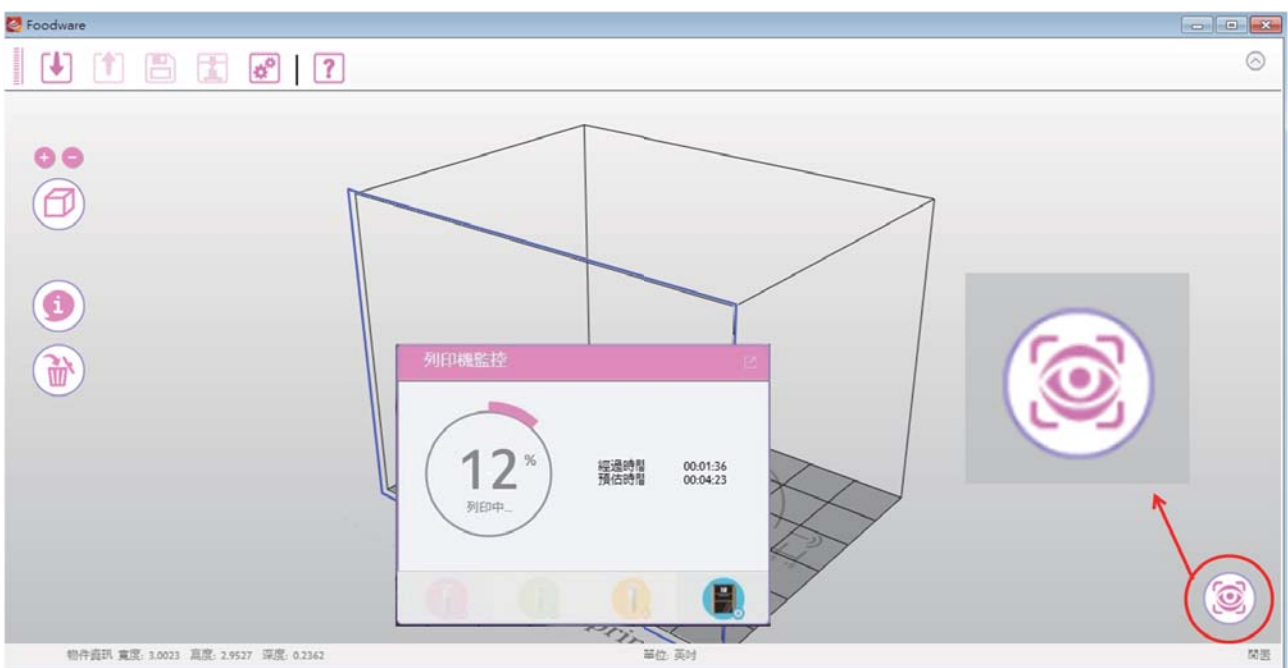 Foodware
列印機監控
12%
列印中...
經過時間 00:01:36
預估時間 00:04:23
物件資訊 寬度: 3.0023 高度: 2.9527 深度: 0.2362
單位: 英吋